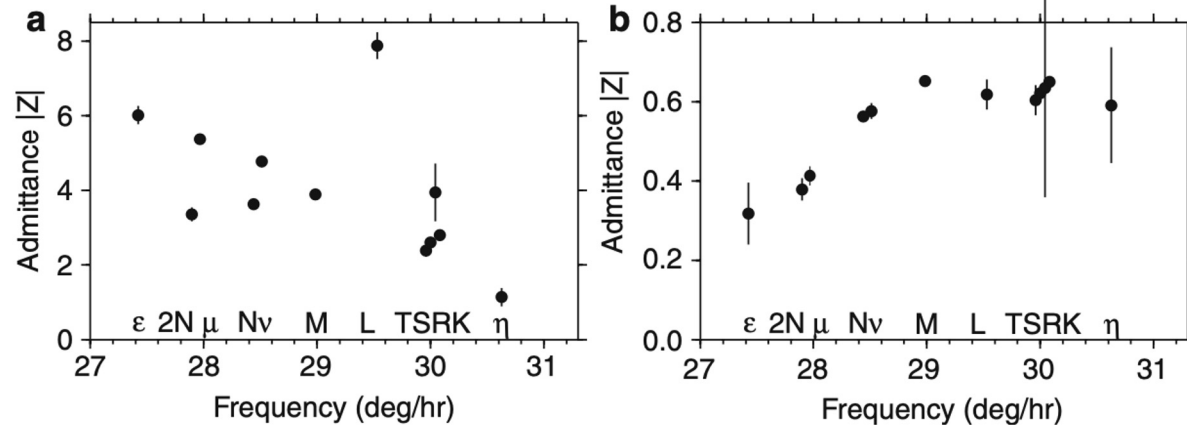 a
8
6
4
2
0
Admittance |Z|
ε 2N μ Nν M L TSRK η
27 28 29 30 31
Frequency (deg/hr)
b
0.8
0.6
0.4
0.2
0.0
Admittance |Z|
ε 2N μ Nν M L TSRK η
27 28 29 30 31
Frequency (deg/hr)